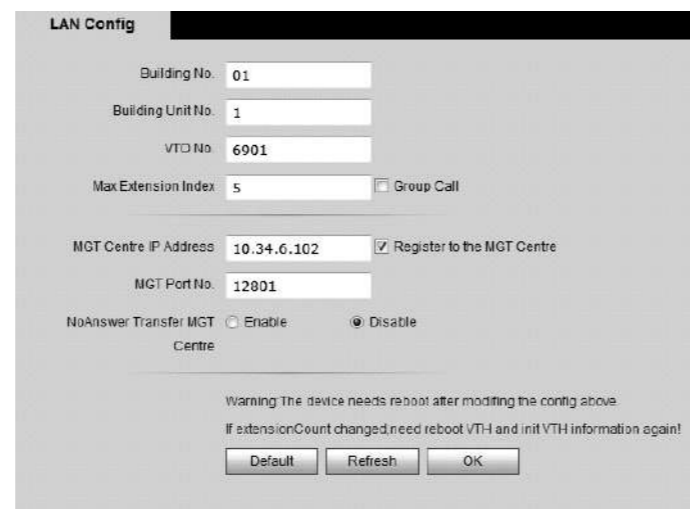 LAN Config
Building No. 01
Building Unit No. 1
VTO No. 6901
Max Extension Index 5 Group Call
MGT Centre IP Address 10.34.6.102 Register to the MGT Centre
MGT Port No. 12801
NoAnswer Transfer MGT Centre Enable Disable
Warning:The device needs reboot after modifing the config above.
If extensionCount changed,need reboot VTH and init VTH information again!
Default Refresh OK